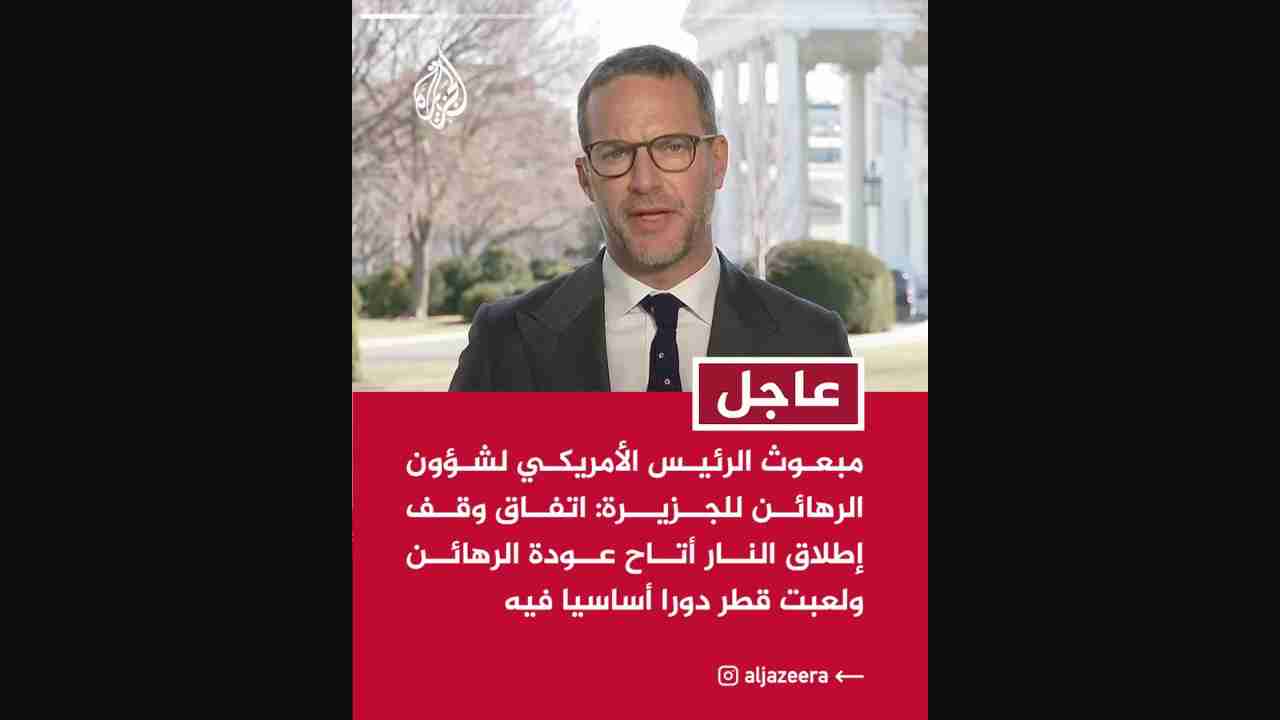 الجزيرة
عاجل
مبعوث الرئيس الأمريكي لشؤون
الرهائن للجزيرة: اتفاق وقف
إطلاق النار أتاح عودة الرهائن
ولعبت قطر دورا أساسيا فيه
aljazeera